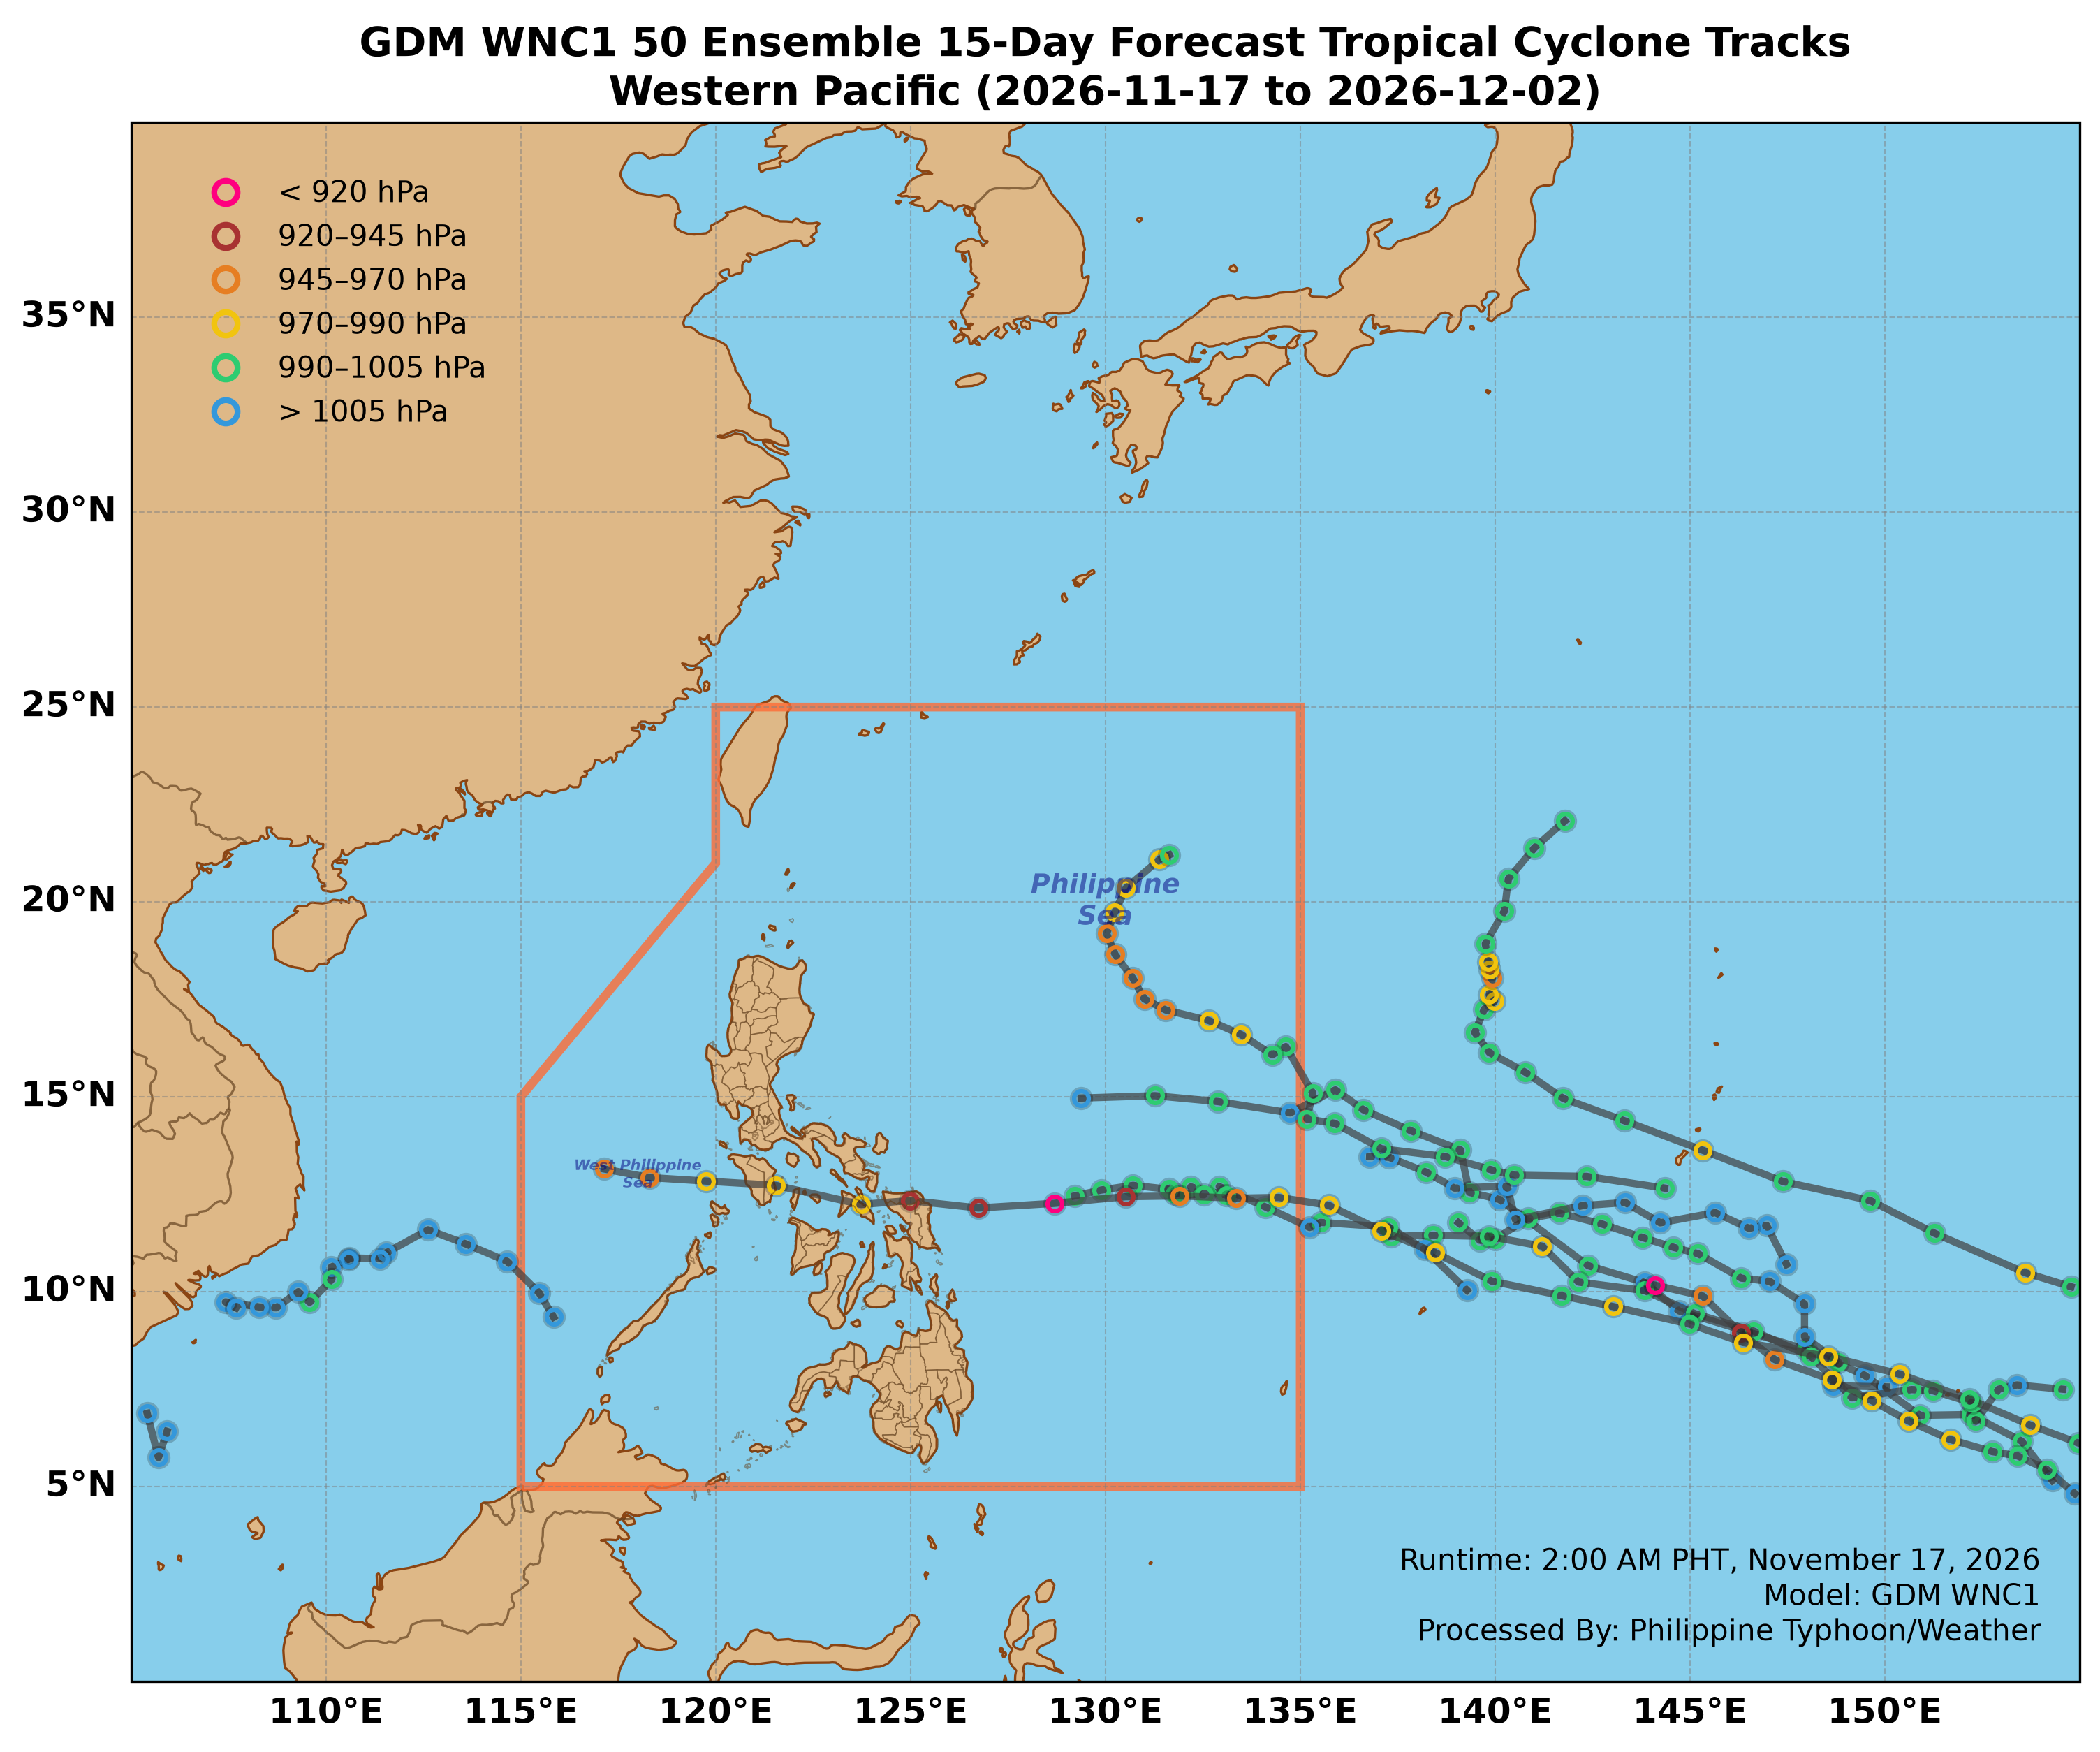 GDM WNC1 50 Ensemble 15-Day Forecast Tropical Cyclone Tracks
Western Pacific (2026-11-17 to 2026-12-02)
< 920 hPa
920–945 hPa
945–970 hPa
970–990 hPa
990–1005 hPa
> 1005 hPa
35°N
30°N
25°N
20°N
15°N
10°N
5°N
Philippine
Sea
West Philippine
Sea
Runtime: 2:00 AM PHT, November 17, 2026
Model: GDM WNC1
Processed By: Philippine Typhoon/Weather
110°E 115°E 120°E 125°E 130°E 135°E 140°E 145°E 150°E